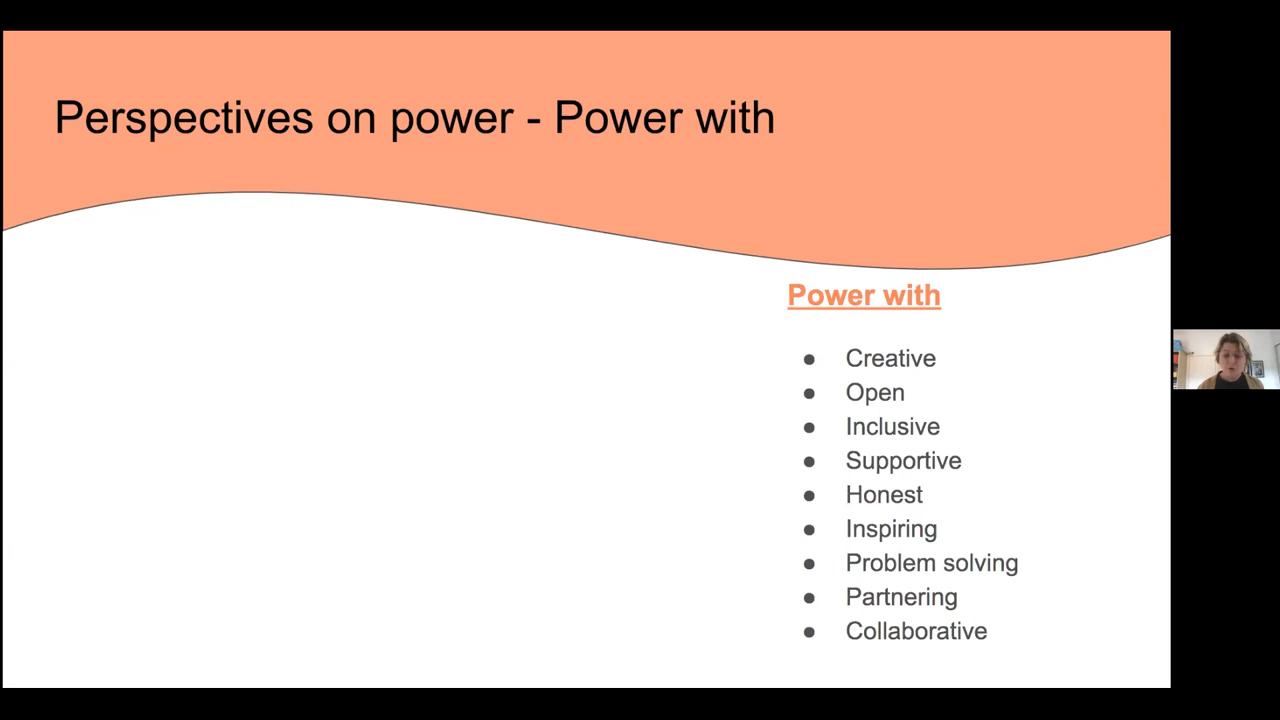 Perspectives on power - Power with
Power with
● Creative
● Open
● Inclusive
● Supportive
● Honest
● Inspiring
● Problem solving
● Partnering
● Collaborative